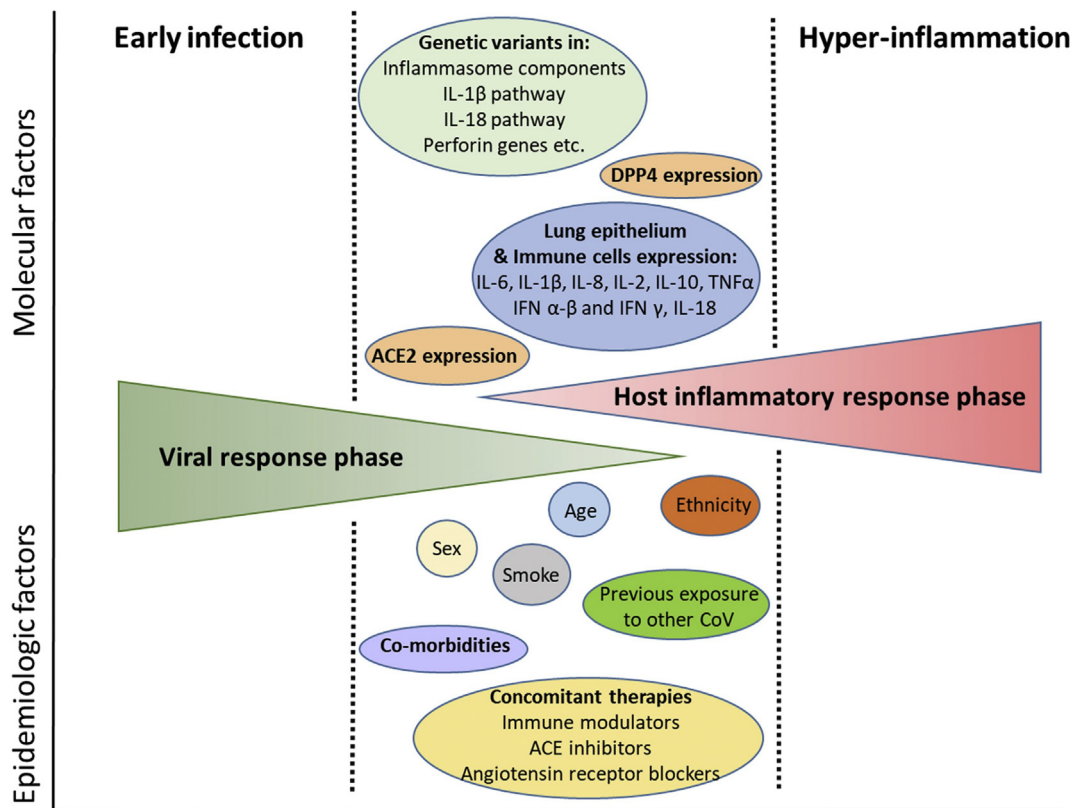 Early infection
Hyper-inflammation
Molecular factors
Genetic variants in:
Inflammasome components
IL-1β pathway
IL-18 pathway
Perforin genes etc.
DPP4 expression
Lung epithelium
& Immune cells expression:
IL-6, IL-1β, IL-8, IL-2, IL-10, TNFα
IFN α-β and IFN γ, IL-18
ACE2 expression
Host inflammatory response phase
Viral response phase
Epidemiologic factors
Age
Ethnicity
Sex
Smoke
Previous exposure
to other CoV
Co-morbidities
Concomitant therapies
Immune modulators
ACE inhibitors
Angiotensin receptor blockers